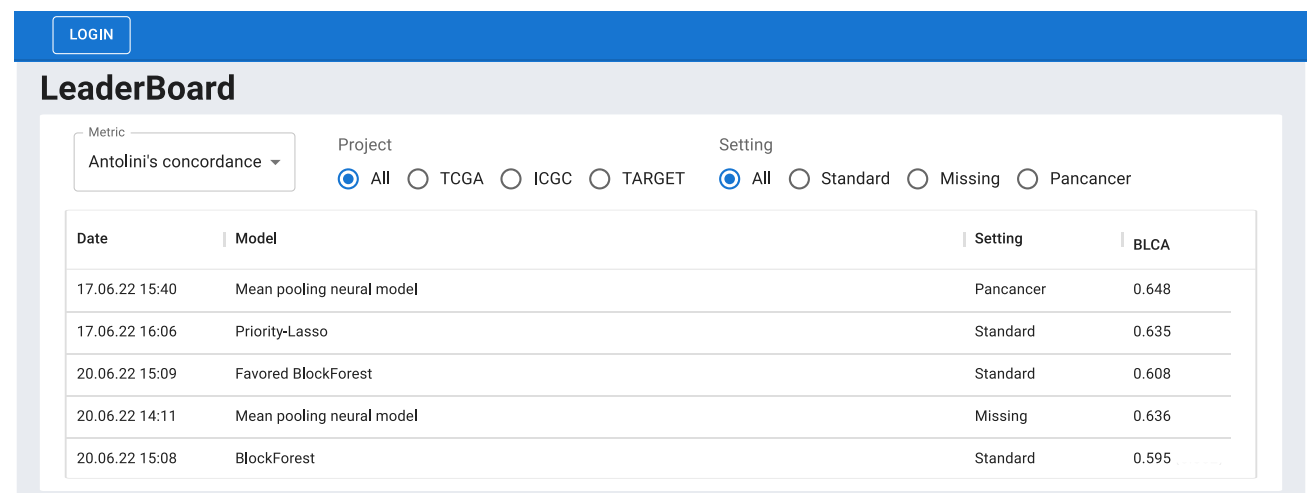 LOGIN
LeaderBoard
Metric
Antolini's concordance
Project
All TCGA ICGC TARGET
Setting
All Standard Missing Pancancer
Date Model Setting BLCA
17.06.22 15:40 Mean pooling neural model Pancancer 0.648
17.06.22 16:06 Priority-Lasso Standard 0.635
20.06.22 15:09 Favored BlockForest Standard 0.608
20.06.22 14:11 Mean pooling neural model Missing 0.636
20.06.22 15:08 BlockForest Standard 0.595